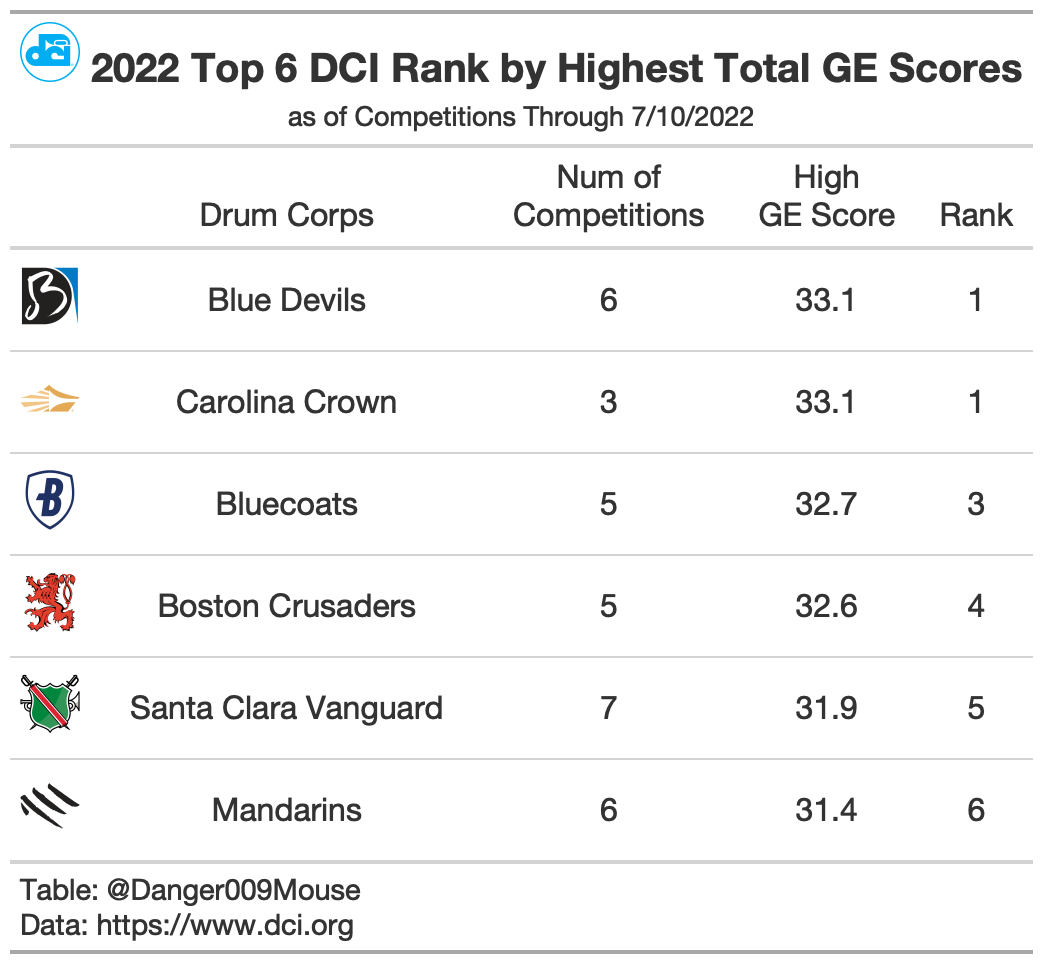 dci
2022 Top 6 DCI Rank by Highest Total GE Scores
as of Competitions Through 7/10/2022
Drum Corps Num of Competitions High GE Score Rank
B Blue Devils 6 33.1 1
Carolina Crown 3 33.1 1
B Bluecoats 5 32.7 3
Boston Crusaders 5 32.6 4
Santa Clara Vanguard 7 31.9 5
Mandarins 6 31.4 6
Table: @Danger009Mouse
Data: https://www.dci.org